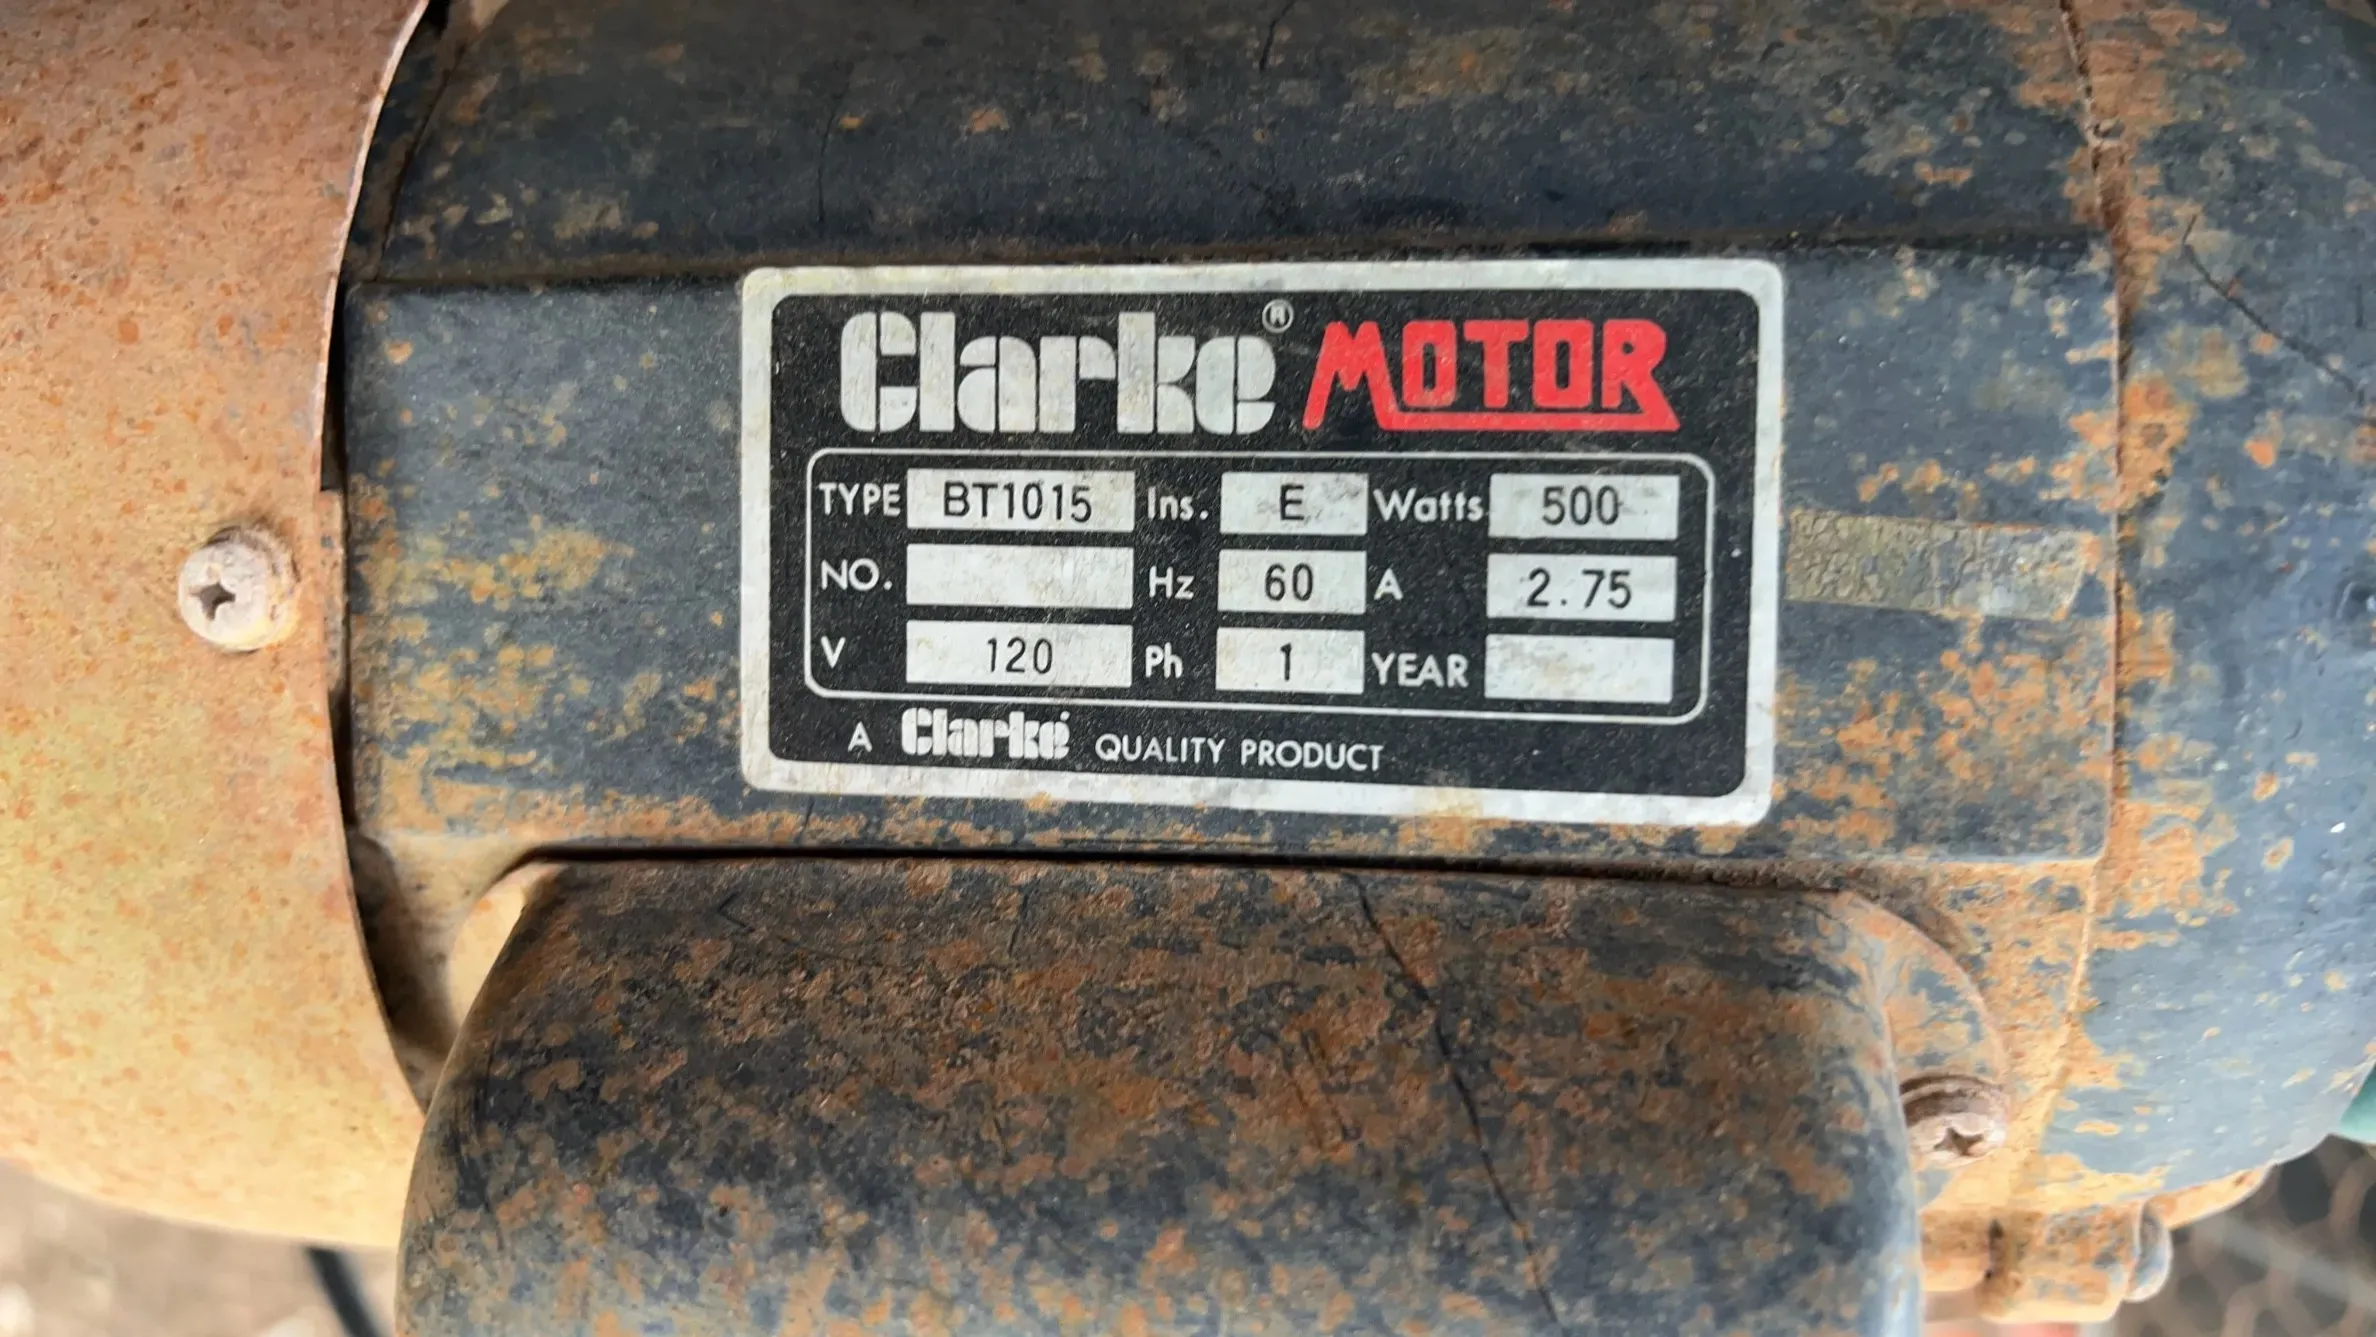 Clarke® MOTOR
TYPE BT1015 Ins. E Watts 500
NO. Hz 60 A 2.75
V 120 Ph 1 YEAR
A Clarke QUALITY PRODUCT